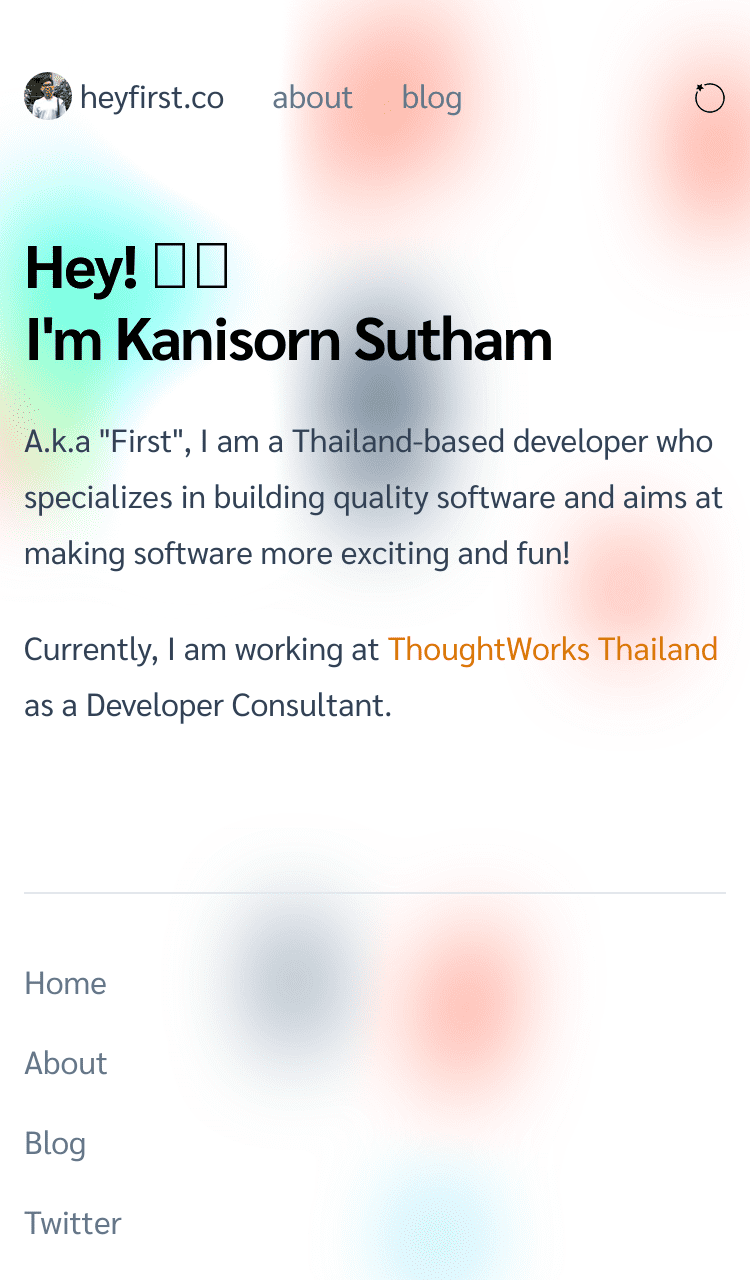 heyfirst.co about blog
Hey!
I'm Kanisorn Sutham
A.k.a "First", I am a Thailand-based developer who
specializes in building quality software and aims at
making software more exciting and fun!
Currently, I am working at ThoughtWorks Thailand
as a Developer Consultant.
Home
About
Blog
Twitter